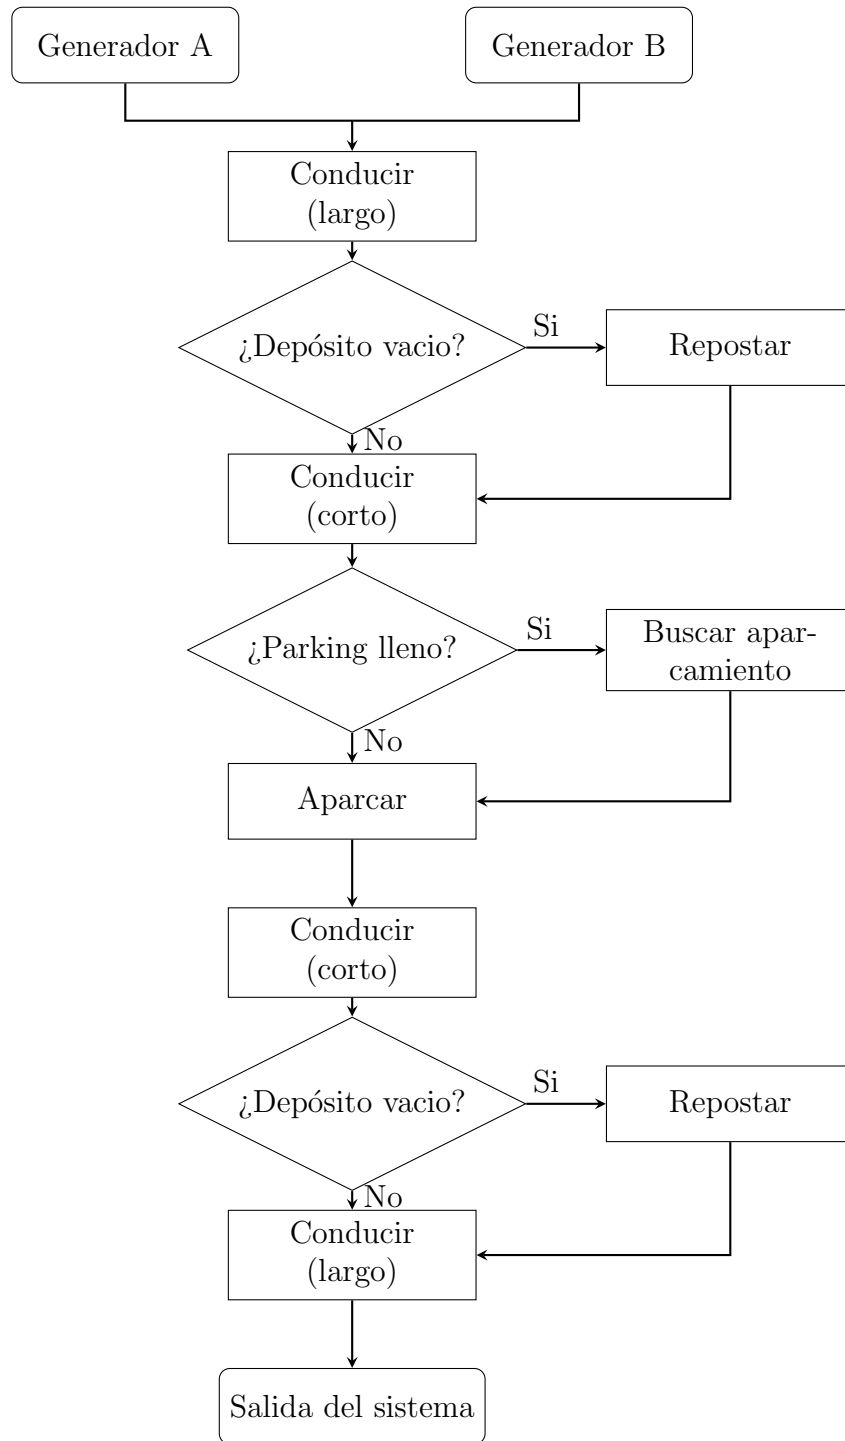 Generador A
Generador B
Conducir
(largo)
¿Depósito vacio?
Si
Repostar
No
Conducir
(corto)
¿Parking lleno?
Si
Buscar apar-
camiento
No
Aparcar
Conducir
(corto)
¿Depósito vacio?
Si
Repostar
No
Conducir
(largo)
Salida del sistema